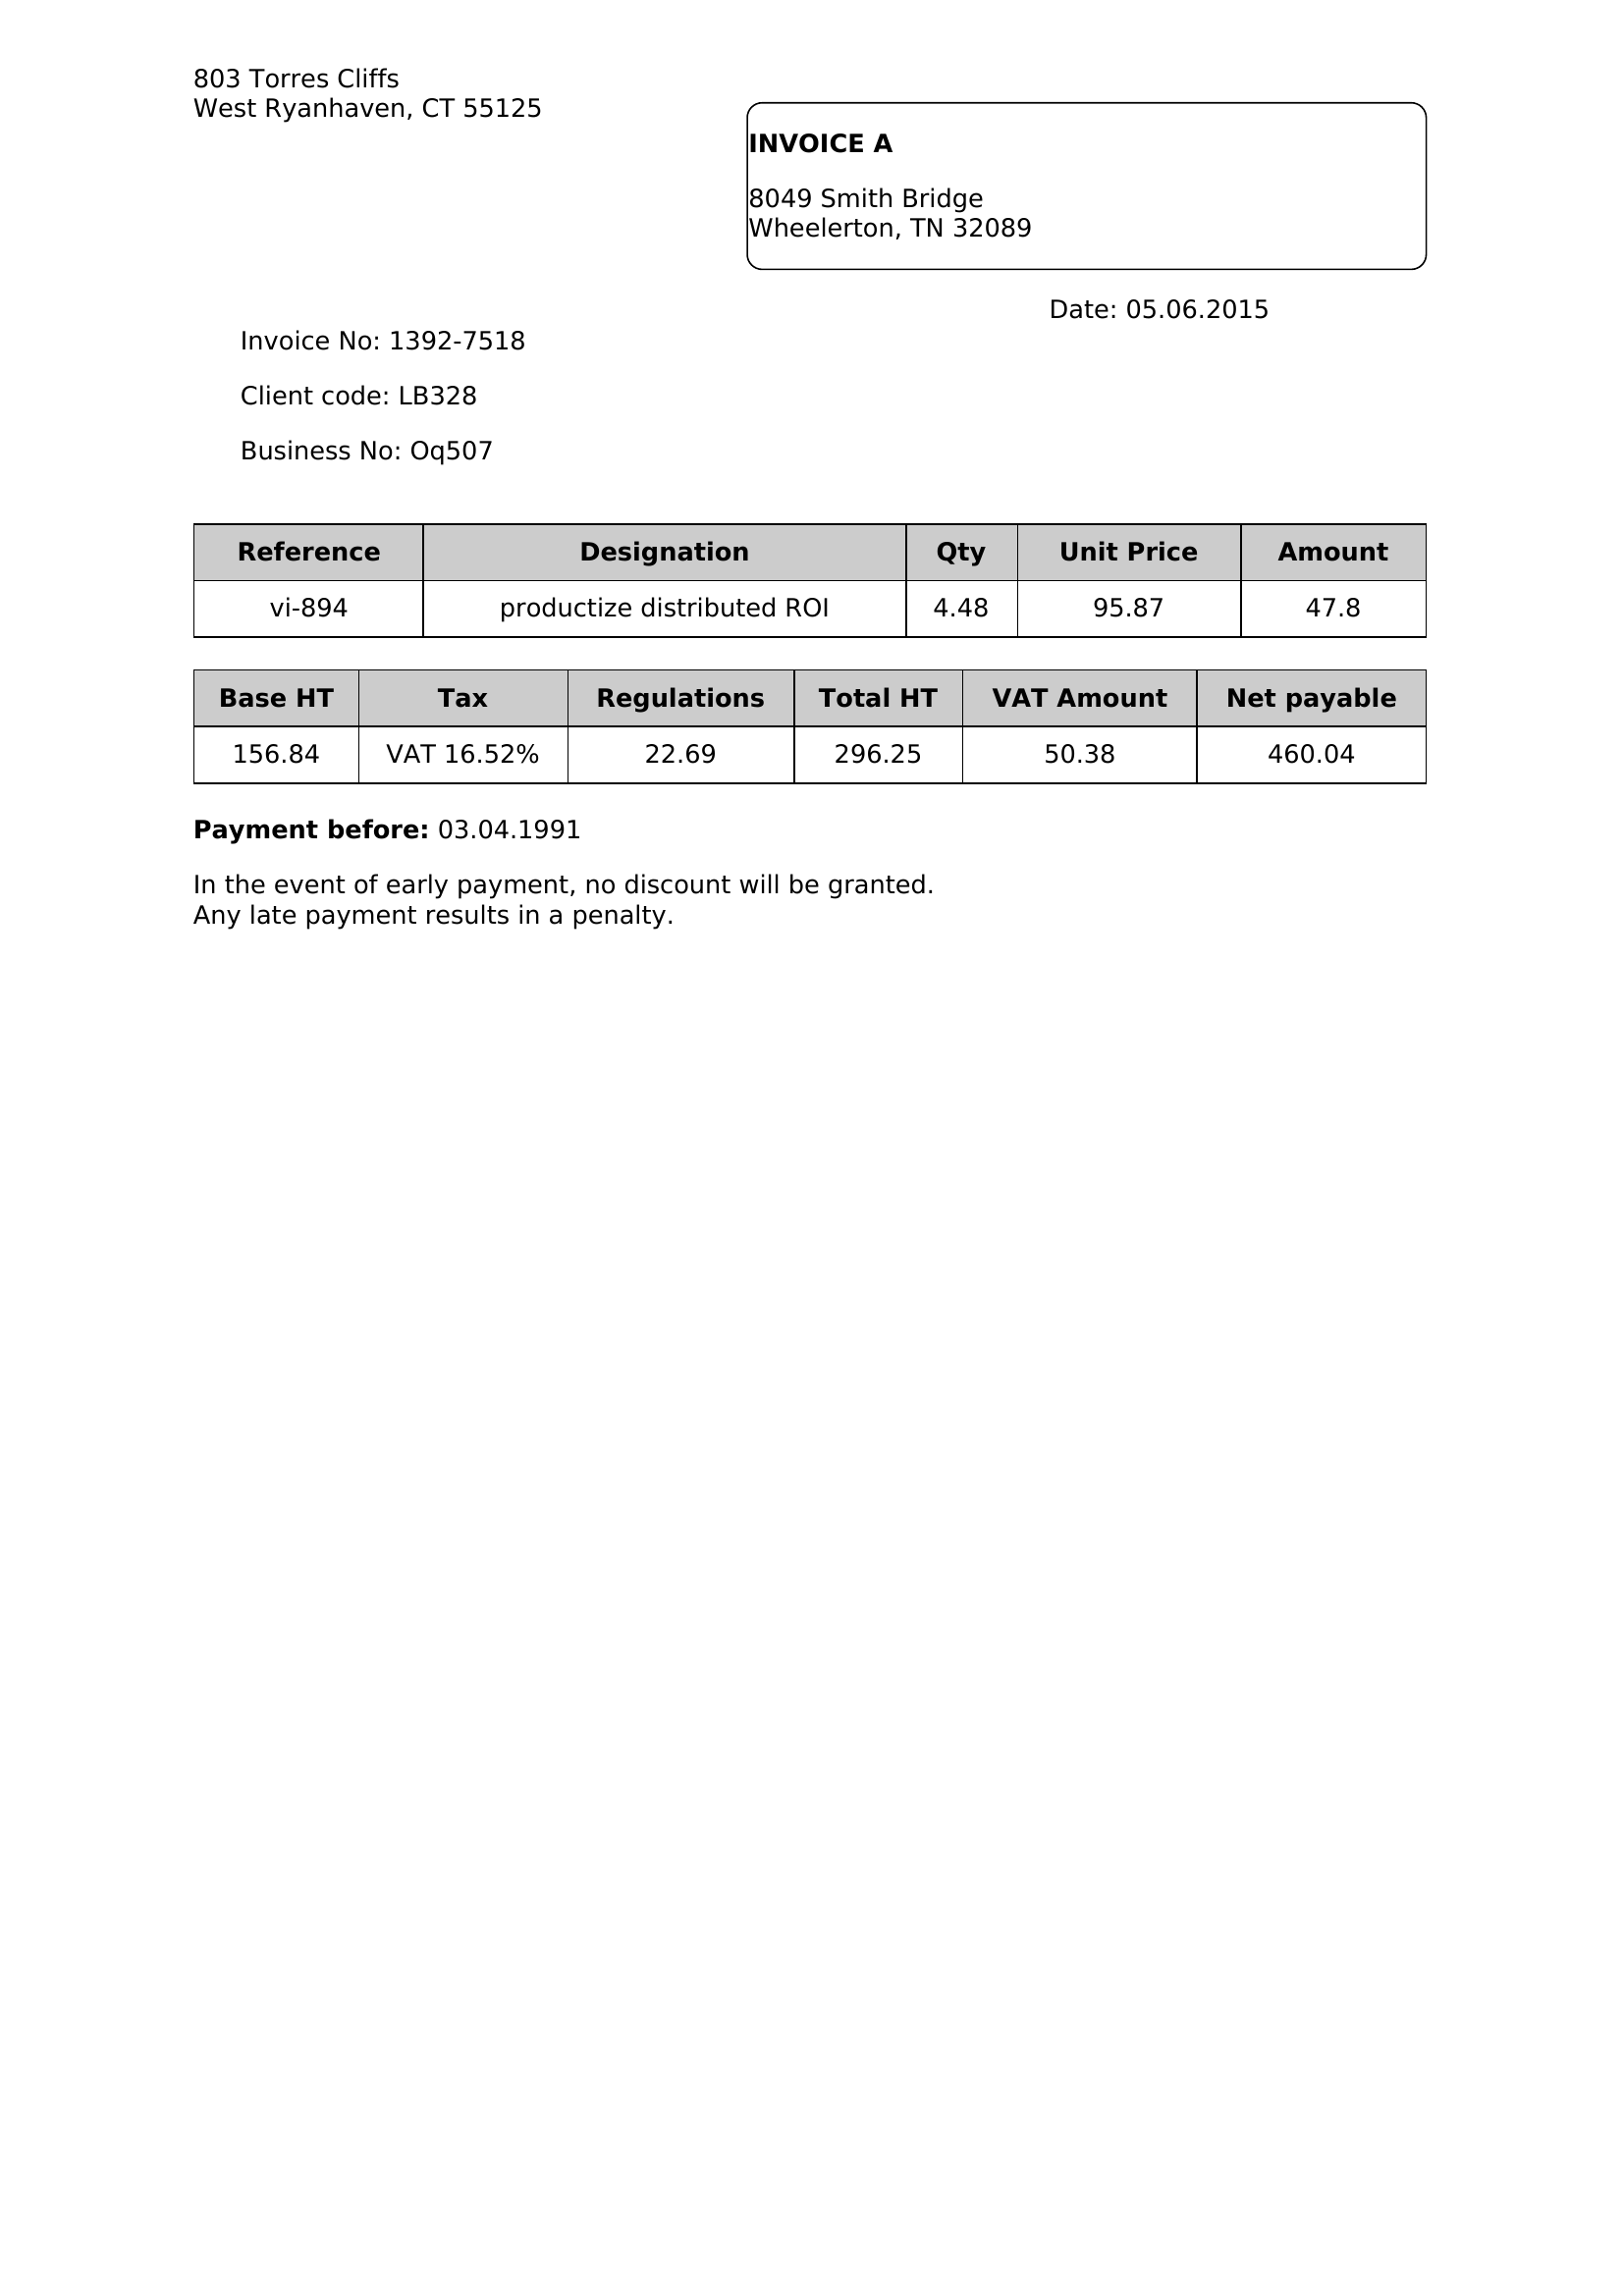 803 Torres Cliffs
West Ryanhaven, CT 55125
INVOICE A
8049 Smith Bridge
Wheelerton, TN 32089
Date: 05.06.2015
Invoice No: 1392-7518
Client code: LB328
Business No: Oq507
Reference Designation Qty Unit Price Amount
vi-894 productize distributed ROI 4.48 95.87 47.8
Base HT Tax Regulations Total HT VAT Amount Net payable
156.84 VAT 16.52% 22.69 296.25 50.38 460.04
Payment before: 03.04.1991
In the event of early payment, no discount will be granted.
Any late payment results in a penalty.